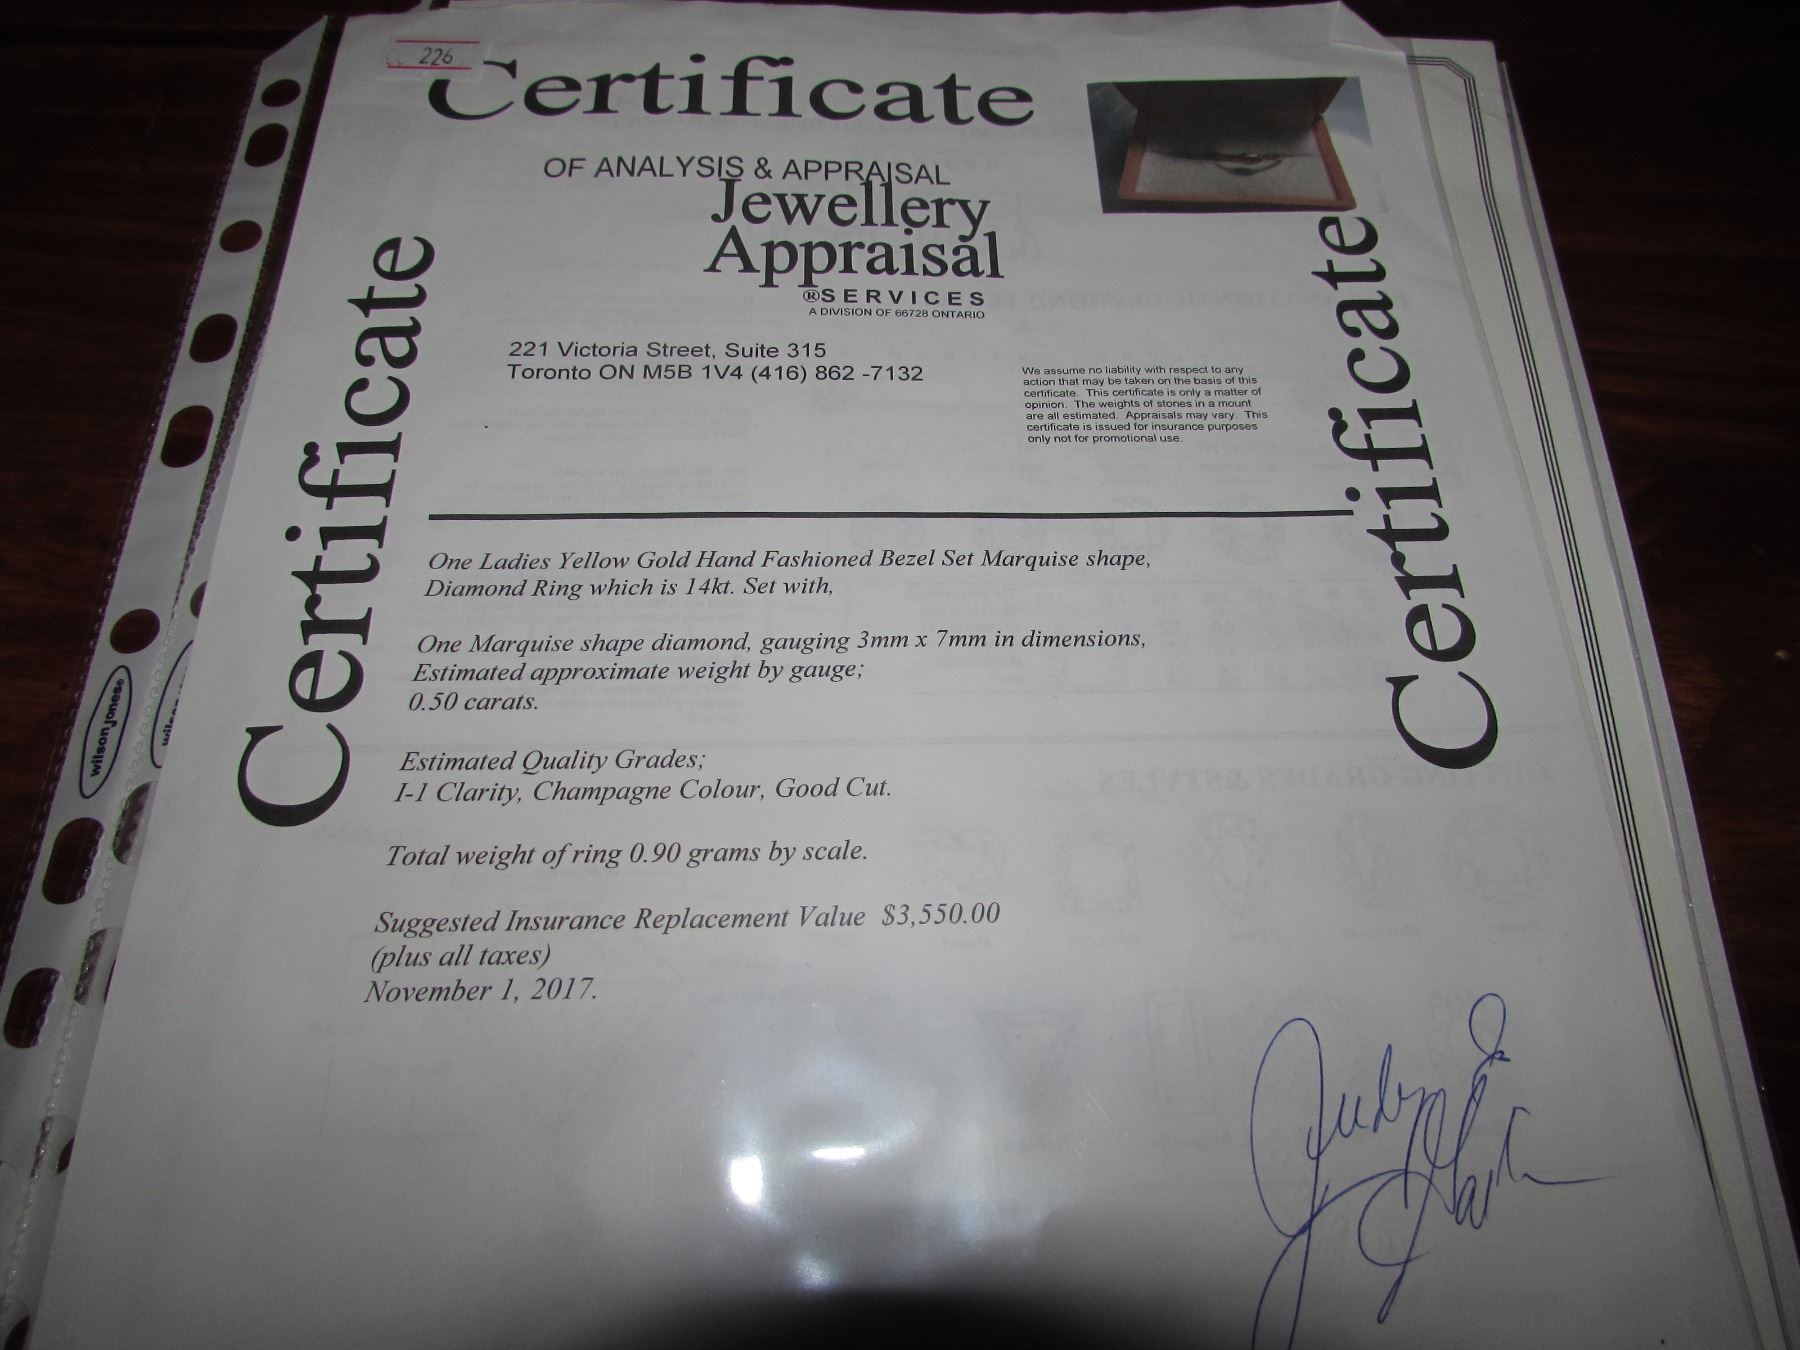 226
Certificate
OF ANALYSIS & APPRAISAL
Jewellery
Appraisal
®SERVICES
A DIVISION OF 66728 ONTARIO
221 Victoria Street, Suite 315
Toronto ON M5B 1V4 (416) 862 -7132
We assume no liability with respect to any
action that may be taken on the basis of this
certificate. This certificate is only a matter of
opinion. The weights of stones in a mount
are all estimated. Appraisals may vary. This
certificate is issued for insurance purposes
only not for promotional use.
Certificate
Certificate
One Ladies Yellow Gold Hand Fashioned Bezel Set Marquise shape,
Diamond Ring which is 14kt. Set with,
One Marquise shape diamond, gauging 3mm x 7mm in dimensions,
Estimated approximate weight by gauge;
0.50 carats.
Estimated Quality Grades;
I-1 Clarity, Champagne Colour, Good Cut.
Total weight of ring 0.90 grams by scale.
Suggested Insurance Replacement Value $3,550.00
(plus all taxes)
November 1, 2017.
wilson jones®
Judy